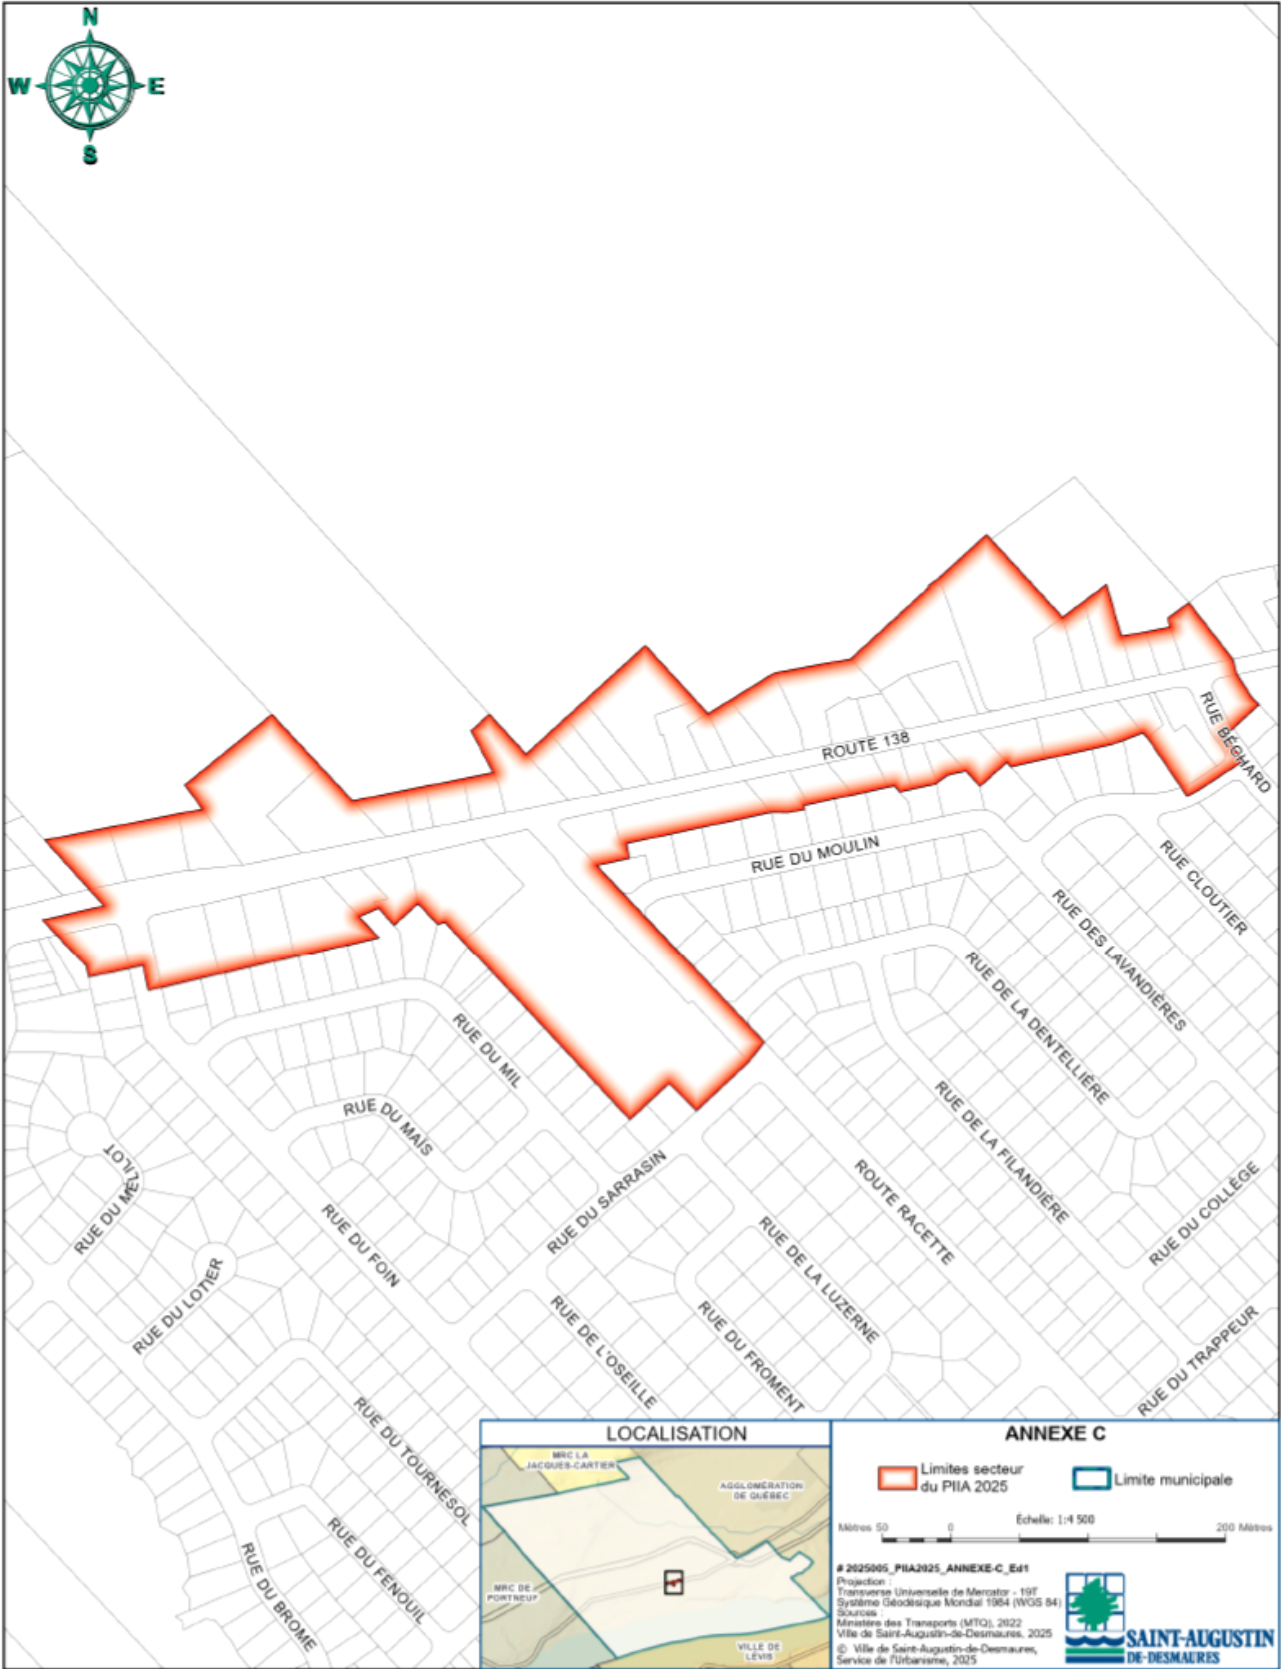 N
W E
S
ROUTE 138
RUE BÉCHARD
RUE DU MOULIN
RUE CLOUTIER
RUE DES LAVANDIÈRES
RUE DE LA DENTELLIÈRE
RUE DU MIL
RUE DU MAÏS
RUE DE LA FILANDIÈRE
RUE DU MÉLILOT
RUE DU SARRASIN
ROUTE RACETTE
RUE DU COLLÈGE
RUE DU FOIN
RUE DE LA LUZERNE
RUE DU LOTIER
RUE DE L'OSEILLE
RUE DU FROMENT
RUE DU TRAPPEUR
RUE DU TOURNESOL
RUE DU FENOUIL
RUE DU BROME
LOCALISATION
MRC LA
JACQUES-CARTIER
AGGLOMÉRATION
DE QUÉBEC
MRC DE
PORTNEUF
VILLE DE
LÉVIS
ANNEXE C
Limites secteur
du PIIA 2025
Limite municipale
Échelle: 1:4 500
Mètres 50 0 200 Mètres
# 2025005_PIIA2025_ANNEXE-C_Ed1
Projection :
Transverse Universelle de Mercator - 19T
Système Géodésique Mondial 1984 (WGS 84)
Sources :
Ministère des Transports (MTQ), 2022
Ville de Saint-Augustin-de-Desmaures, 2025
© Ville de Saint-Augustin-de-Desmaures,
Service de l'Urbanisme, 2025
SAINT-AUGUSTIN
DE-DESMAURES